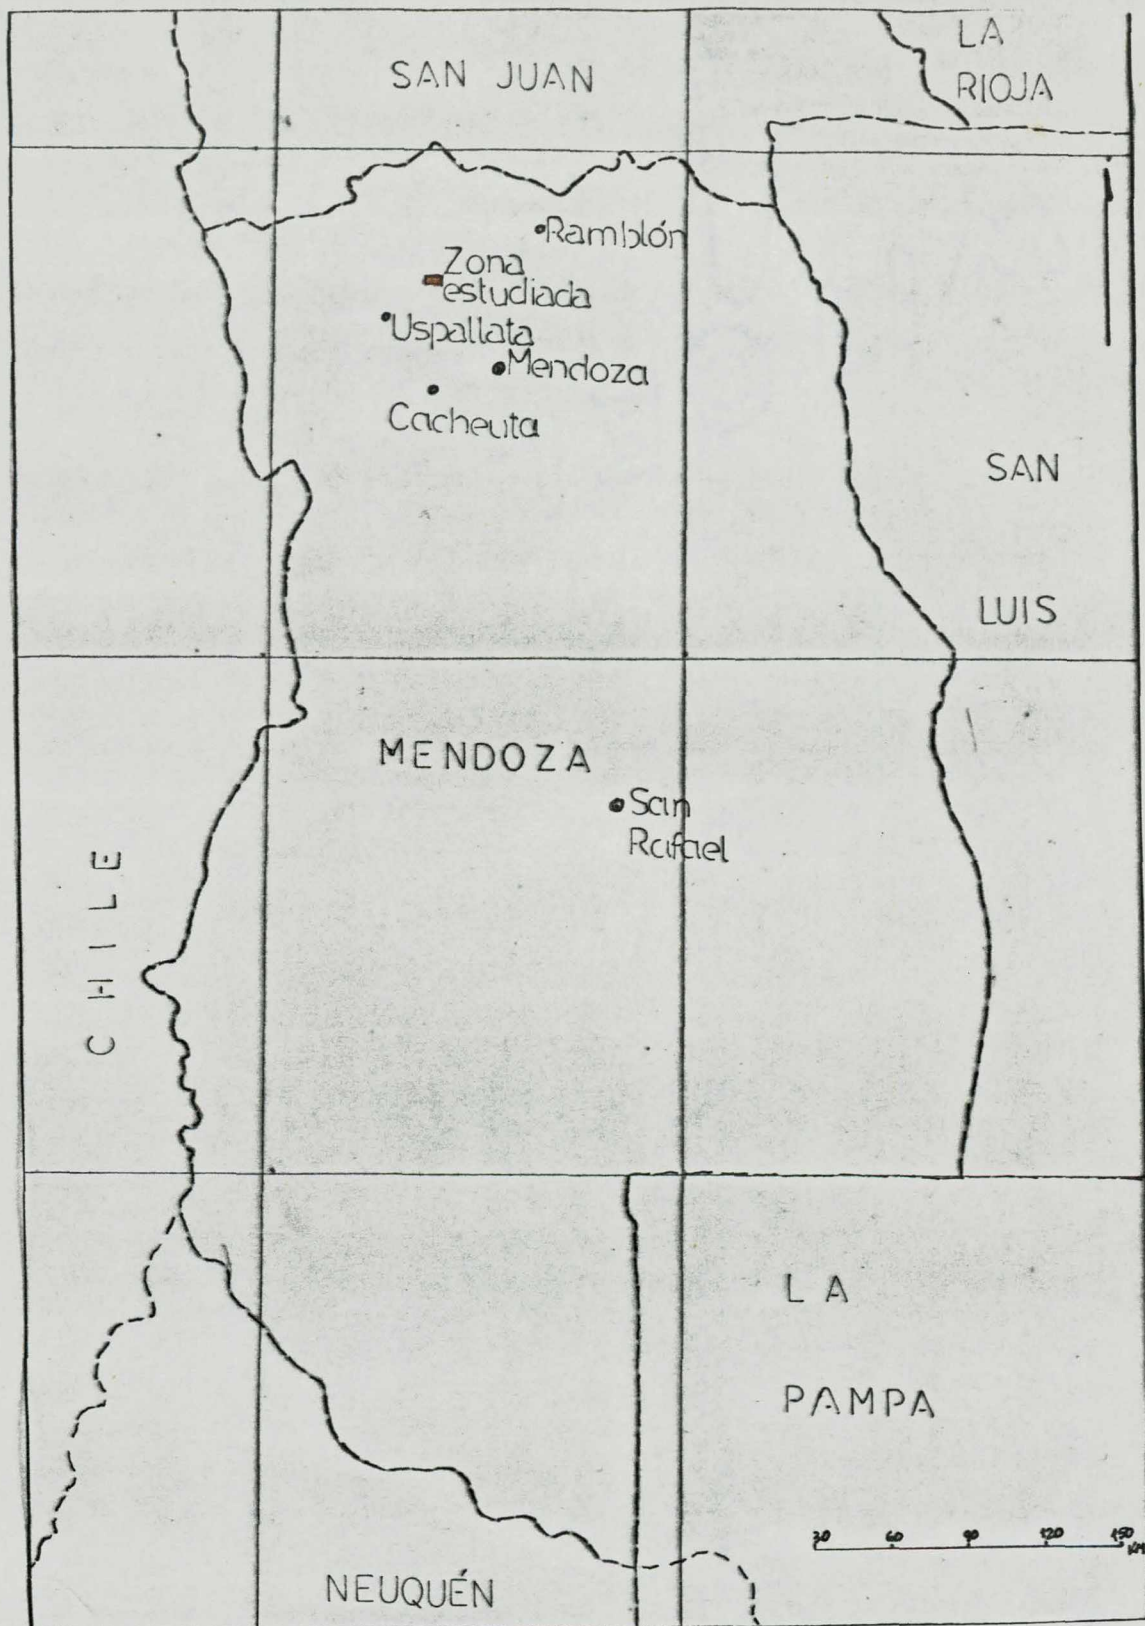 SAN JUAN
LA
RIOJA
Ramblón
Zona
estudiada
Uspallata
Mendoza
Cacheuta
SAN
LUIS
MENDOZA
San
Rafael
CHILE
LA
PAMPA
30 60 90 120 150
KM
NEUQUÉN